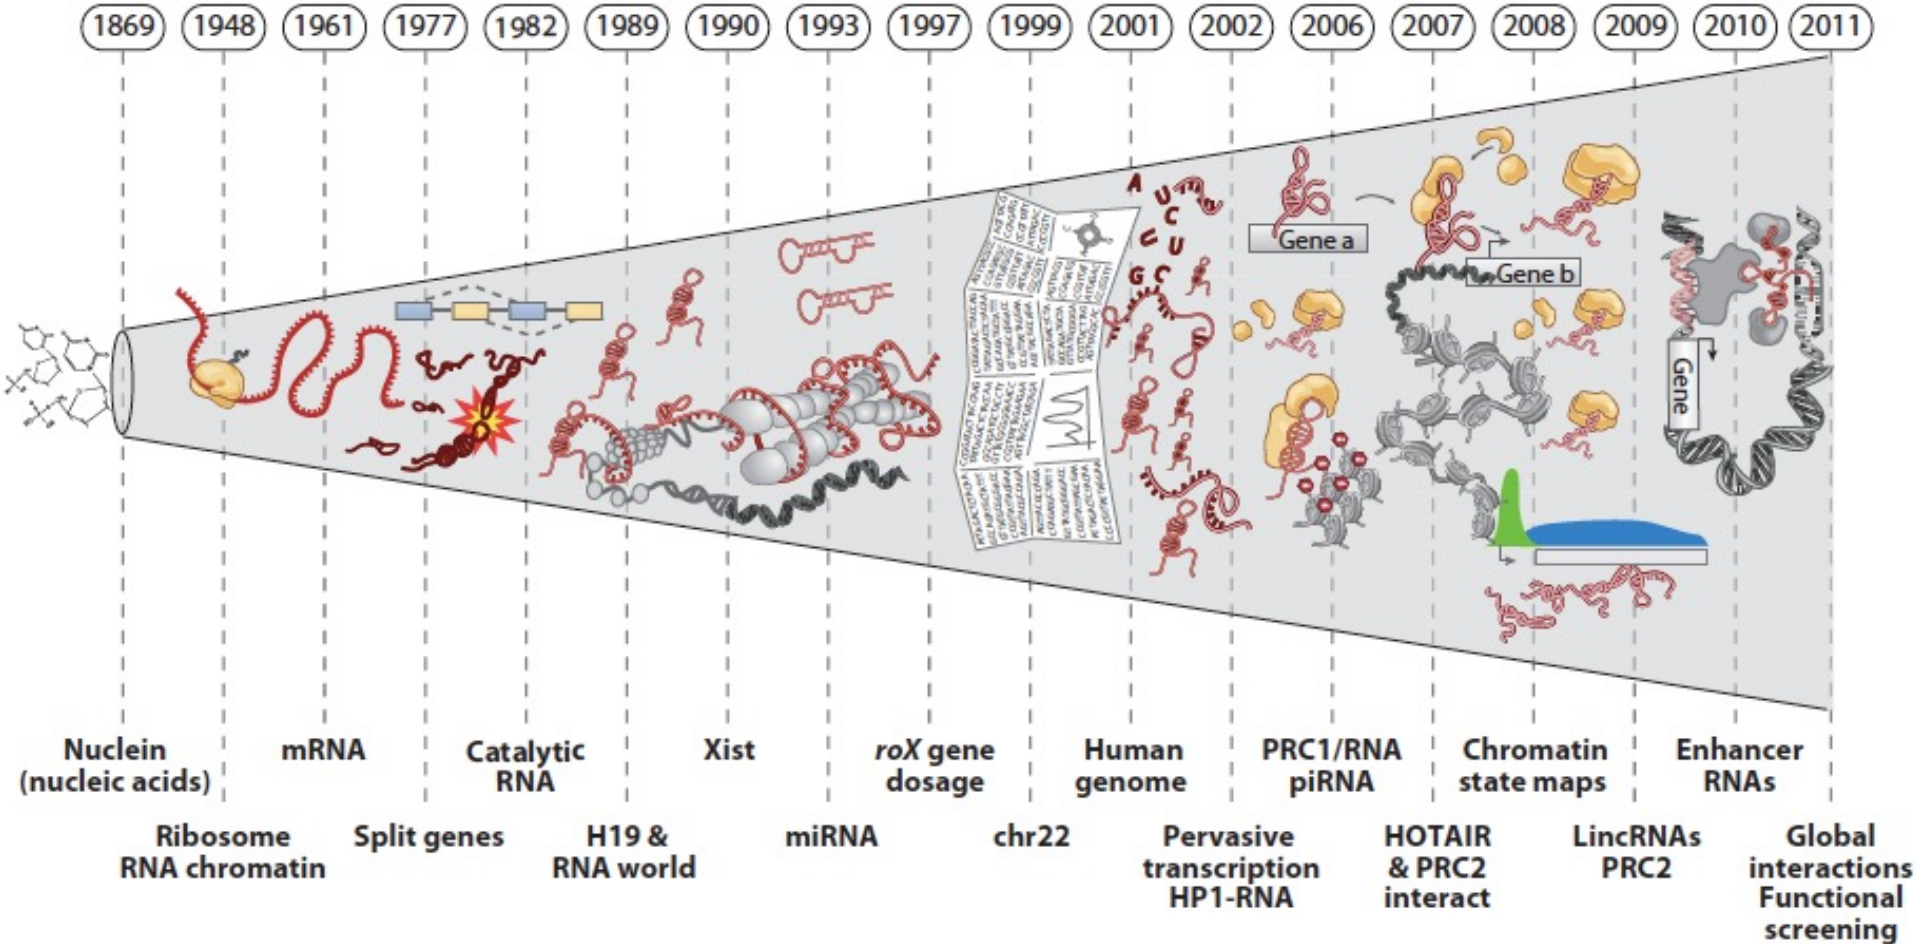 1869 1948 1961 1977 1982 1989 1990 1993 1997 1999 2001 2002 2006 2007 2008 2009 2010 2011
A
U
C
C U
U
G C
Gene a
Gene b
Gene
Nuclein
(nucleic acids)
Ribosome
RNA chromatin
mRNA
Split genes
Catalytic
RNA
H19 &
RNA world
Xist
miRNA
roX gene
dosage
chr22
Human
genome
Pervasive
transcription
HP1-RNA
PRC1/RNA
piRNA
HOTAIR
& PRC2
interact
Chromatin
state maps
LincRNAs
PRC2
Enhancer
RNAs
Global
interactions
Functional
screening